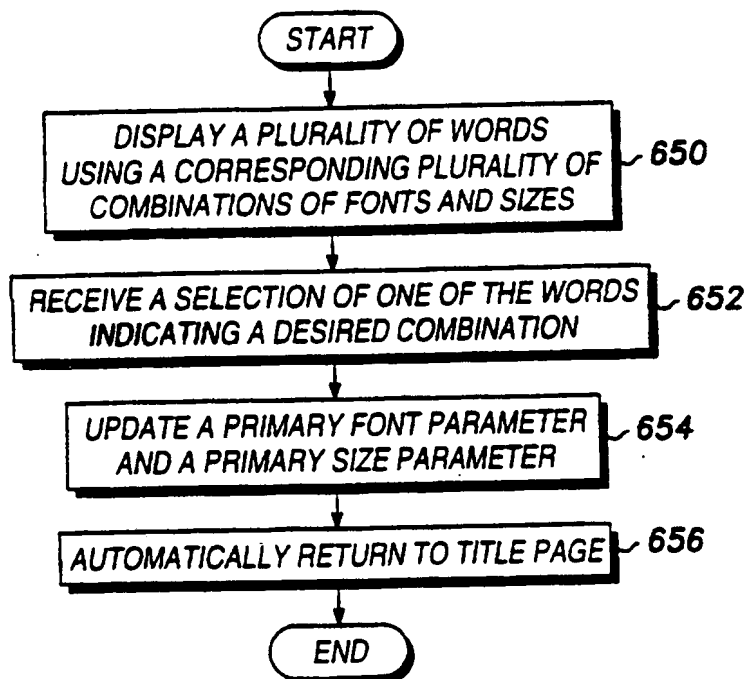 START
DISPLAY A PLURALITY OF WORDS
USING A CORRESPONDING PLURALITY OF
COMBINATIONS OF FONTS AND SIZES
650
RECEIVE A SELECTION OF ONE OF THE WORDS
INDICATING A DESIRED COMBINATION
652
UPDATE A PRIMARY FONT PARAMETER
AND A PRIMARY SIZE PARAMETER
654
AUTOMATICALLY RETURN TO TITLE PAGE
656
END